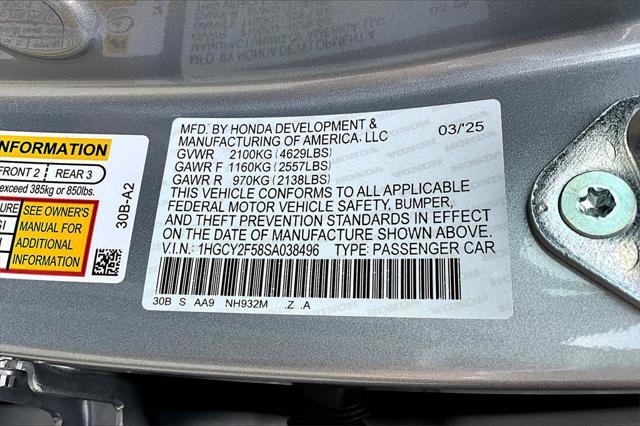 INFORMATION
FRONT 2 REAR 3
exceed 385kg or 850lbs.
SEE OWNER'S
MANUAL FOR
ADDITIONAL
INFORMATION
30B-A2
MFD. BY HONDA DEVELOPMENT & 03/'25
MANUFACTURING OF AMERICA, LLC
GVWR 2100KG (4629LBS)
GAWR F 1160KG (2557LBS)
GAWR R 970KG (2138LBS)
THIS VEHICLE CONFORMS TO ALL APPLICABLE
FEDERAL MOTOR VEHICLE SAFETY, BUMPER,
AND THEFT PREVENTION STANDARDS IN EFFECT
ON THE DATE OF MANUFACTURE SHOWN ABOVE.
V.I.N.: 1HGCY2F58SA038496 TYPE: PASSENGER CAR
30B S AA9 NH932M .Z .A